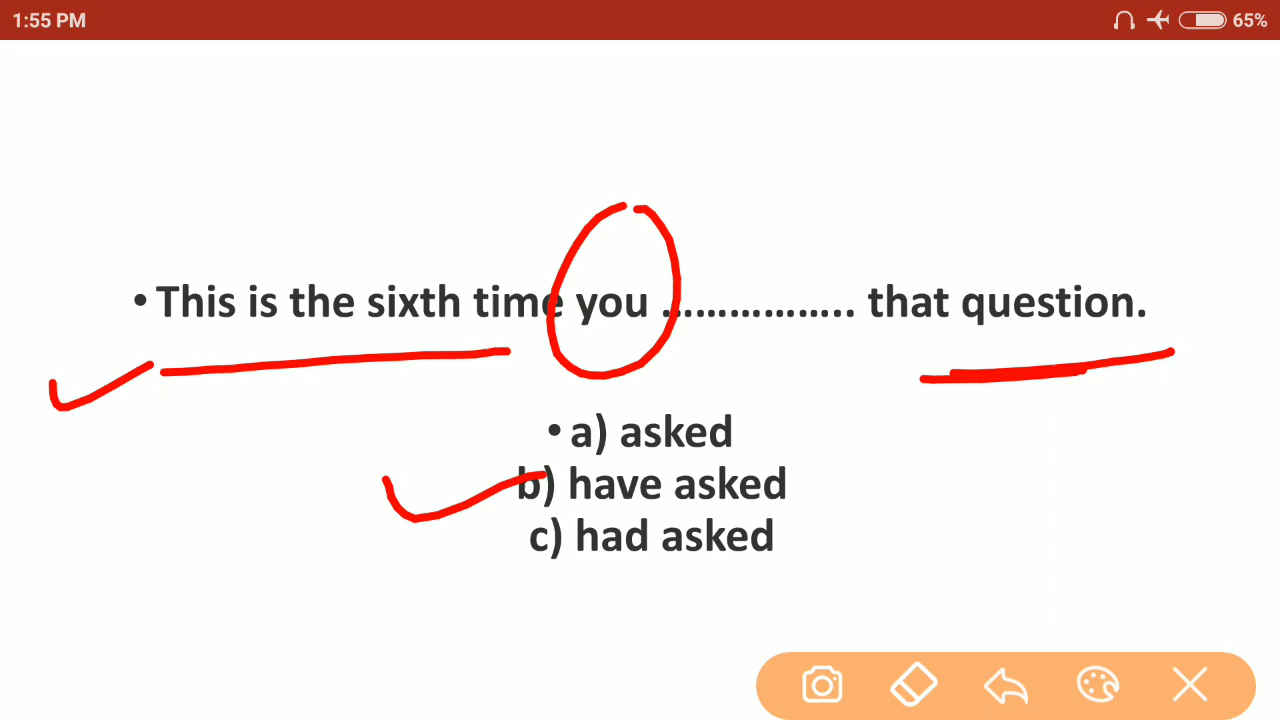 1:55 PM 65%
• This is the sixth time you ................ that question.
• a) asked
b) have asked
c) had asked